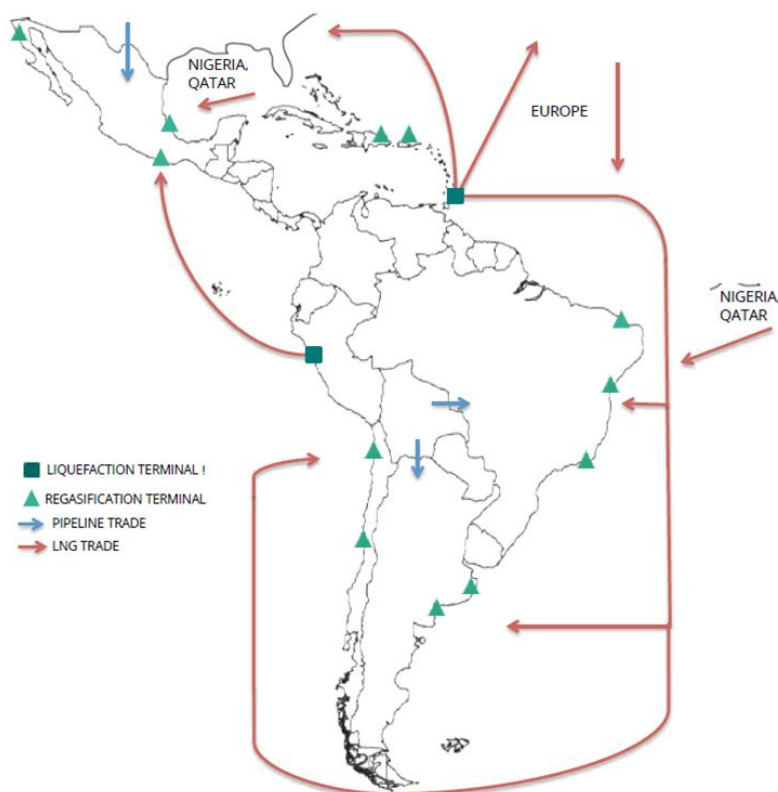 NIGERIA,
QATAR
EUROPE
NIGERIA,
QATAR
LIQUEFACTION TERMINAL !
REGASIFICATION TERMINAL
PIPELINE TRADE
LNG TRADE